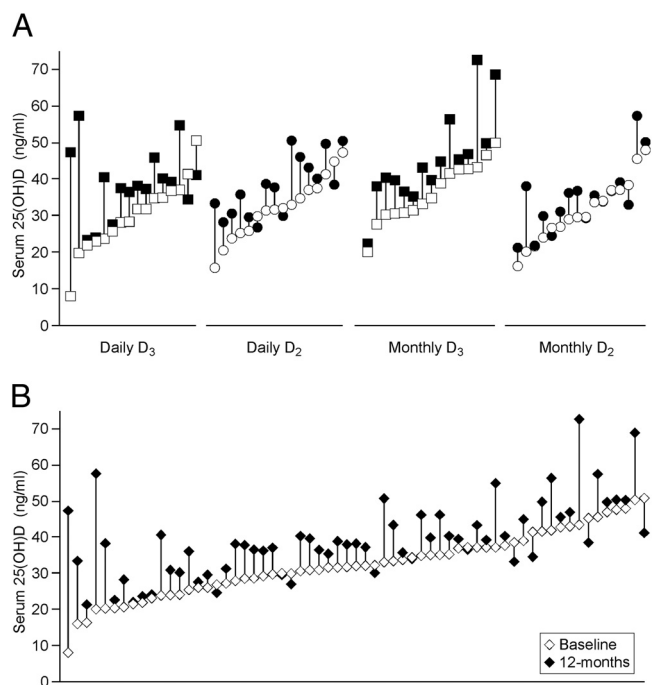 A
Serum 25(OH)D (ng/ml)
70
60
50
40
30
20
10
0
Daily D3
Daily D2
Monthly D3
Monthly D2
B
Serum 25(OH)D (ng/ml)
70
60
50
40
30
20
10
0
Baseline
12-months